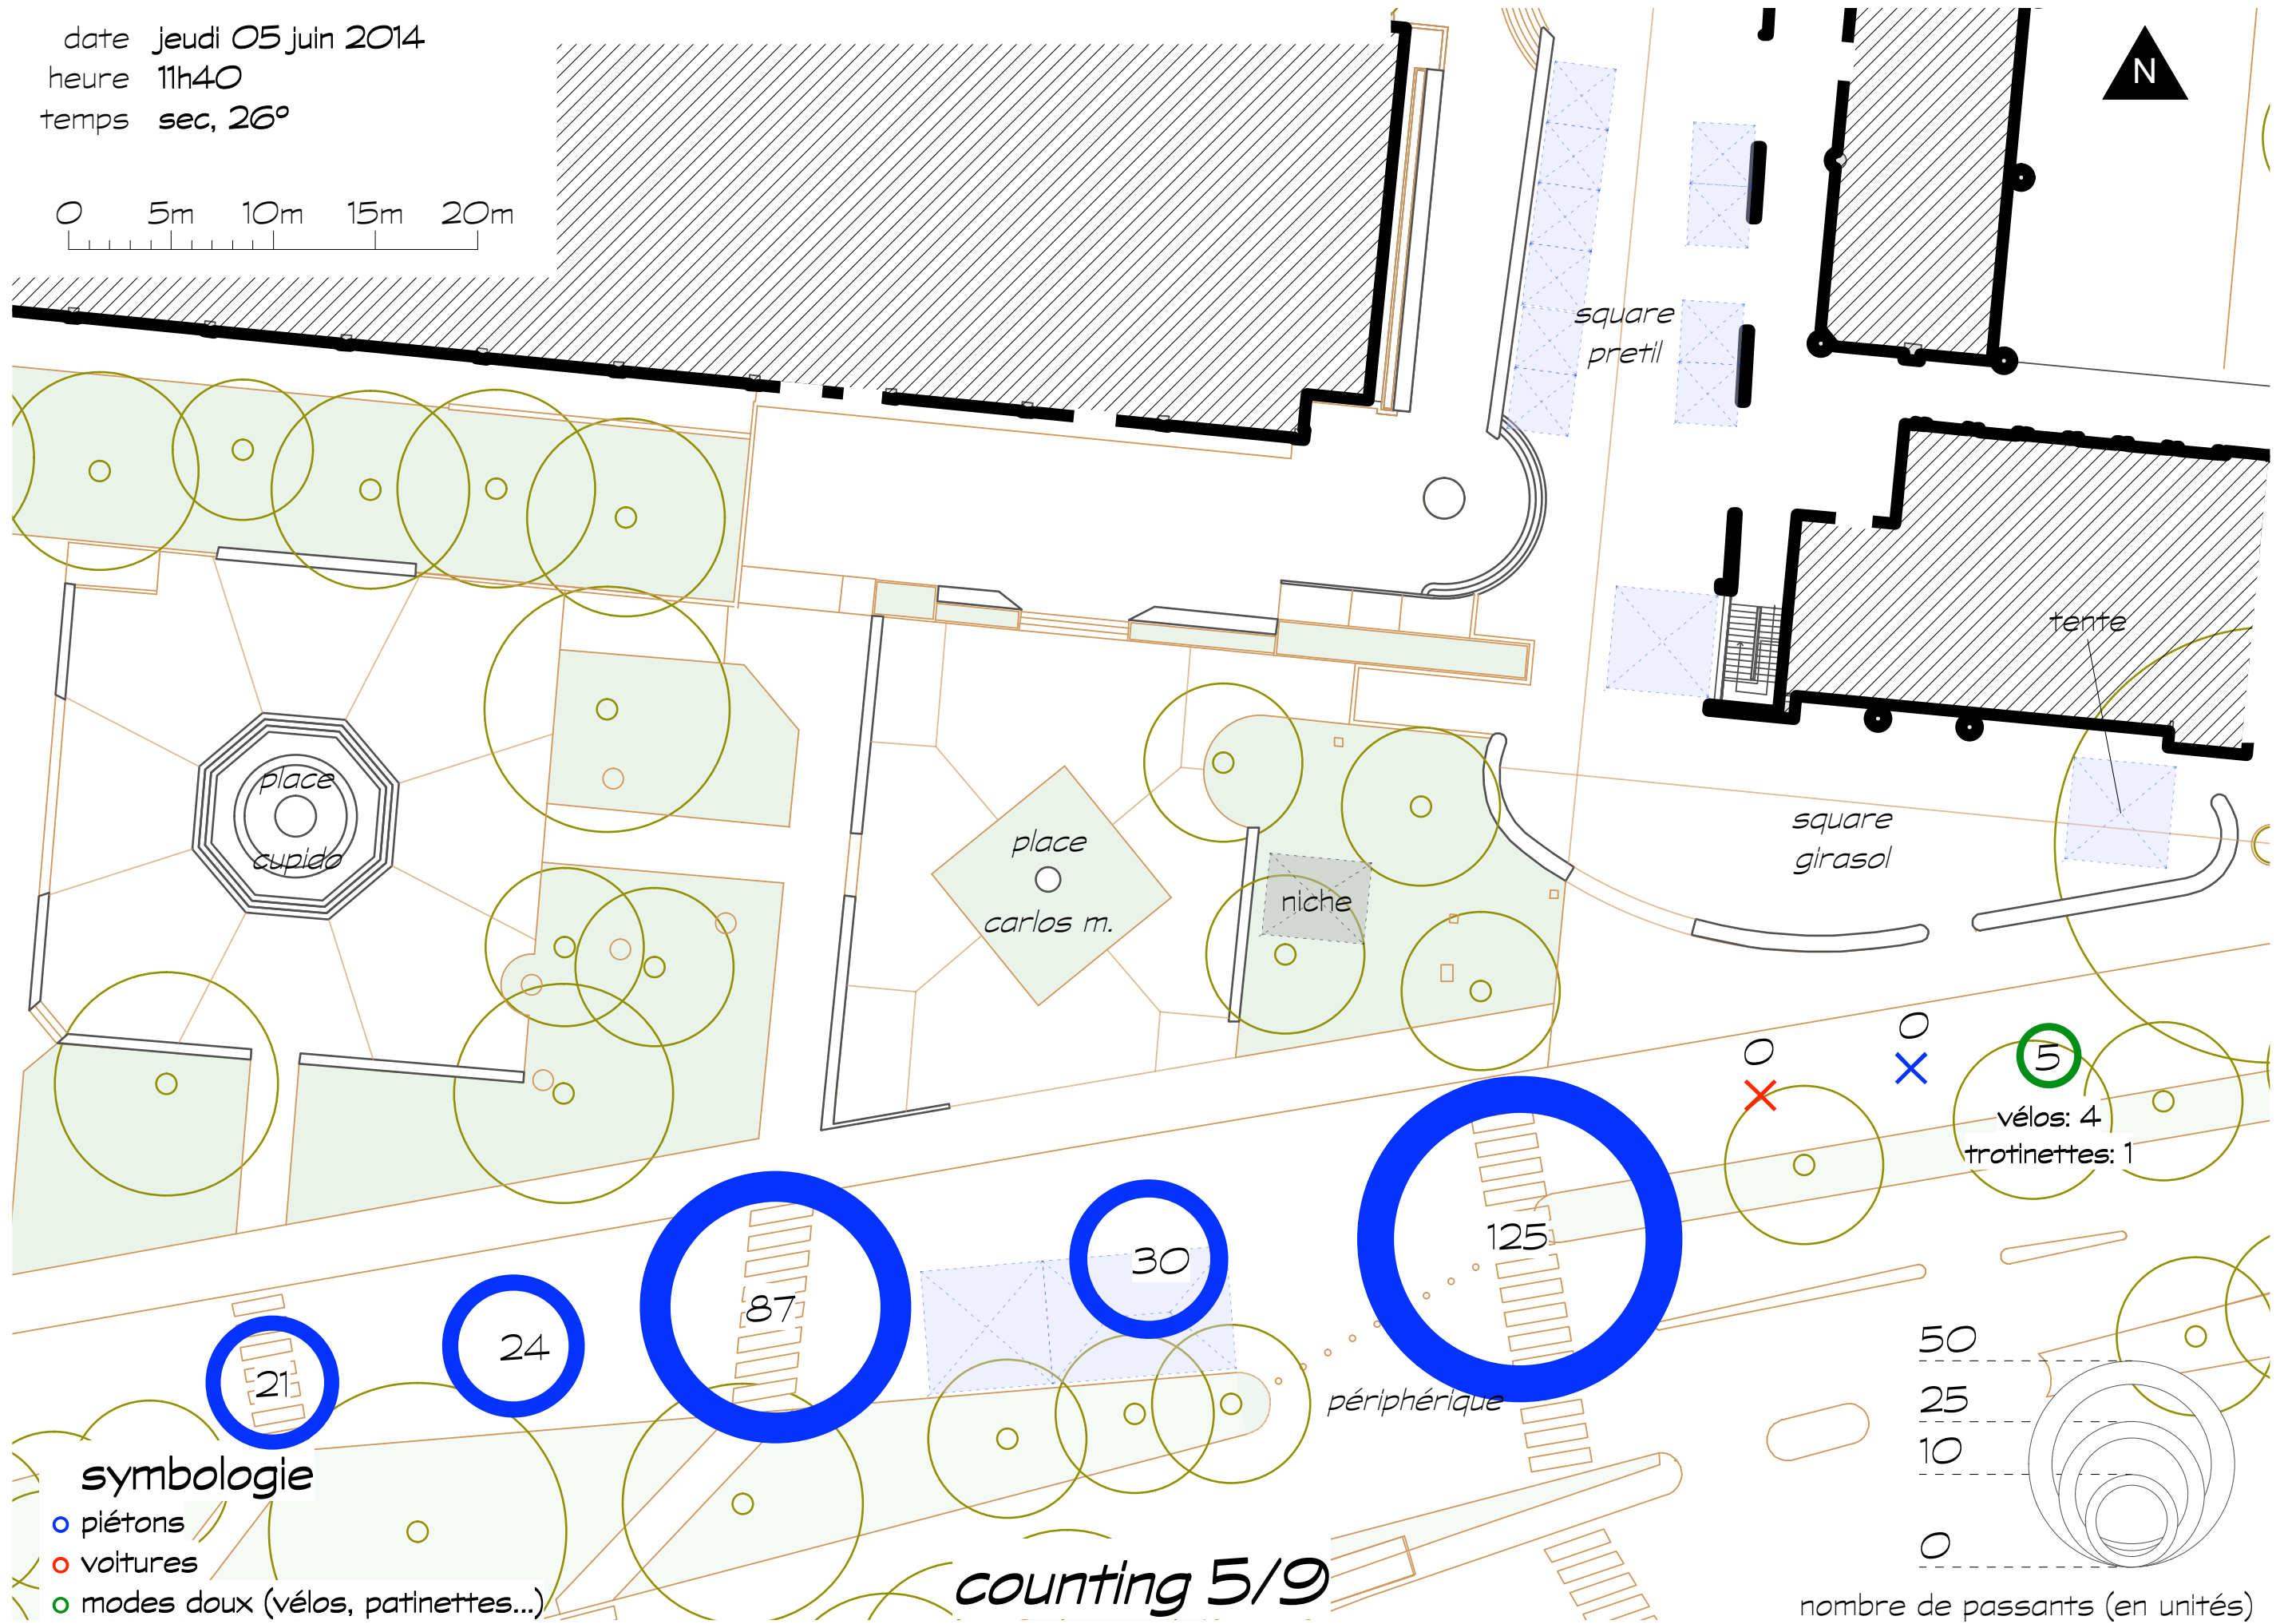 date jeudi 05 juin 2014
heure 11h40
temps sec, 26°
0 5m 10m 15m 20m
N
square
pretil
tente
place
cupido
place
carlos m.
niche
square
girasol
0
0
5
vélos: 4
trotinettes: 1
125
30
87
24
21
périphérique
symbologie
piétons
voitures
modes doux (vélos, patinettes...)
counting 5/9
50
25
10
0
nombre de passants (en unités)